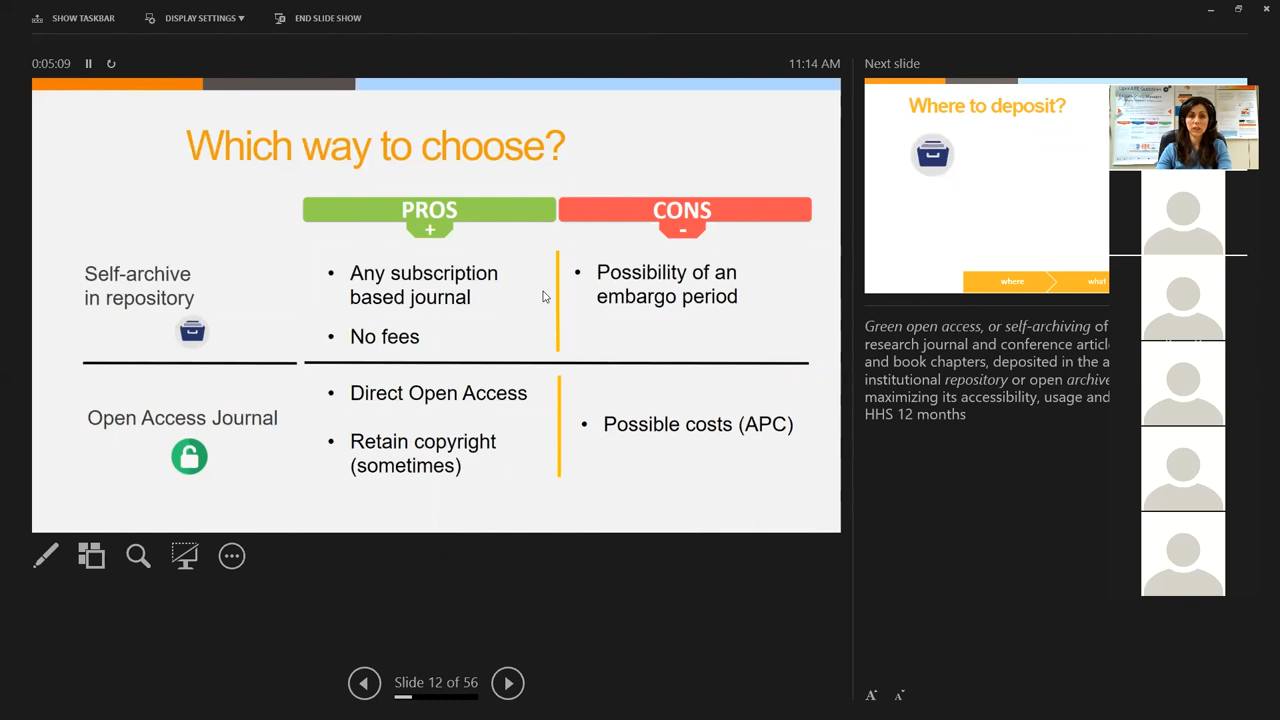 SHOW TASKBAR
DISPLAY SETTINGS ▼
END SLIDE SHOW
0:05:09
11:14 AM
Which way to choose?
PROS
+
CONS
-
Self-archive
in repository
• Any subscription
based journal
• No fees
• Possibility of an
embargo period
Open Access Journal
• Direct Open Access
• Retain copyright
(sometimes)
• Possible costs (APC)
Slide 12 of 56
Next slide
Where to deposit?
where
what
Green open access, or self-archiving of
research journal and conference artic
and book chapters, deposited in the a
institutional repository or open archive
maximizing its accessibility, usage and
HHS 12 months
A
A